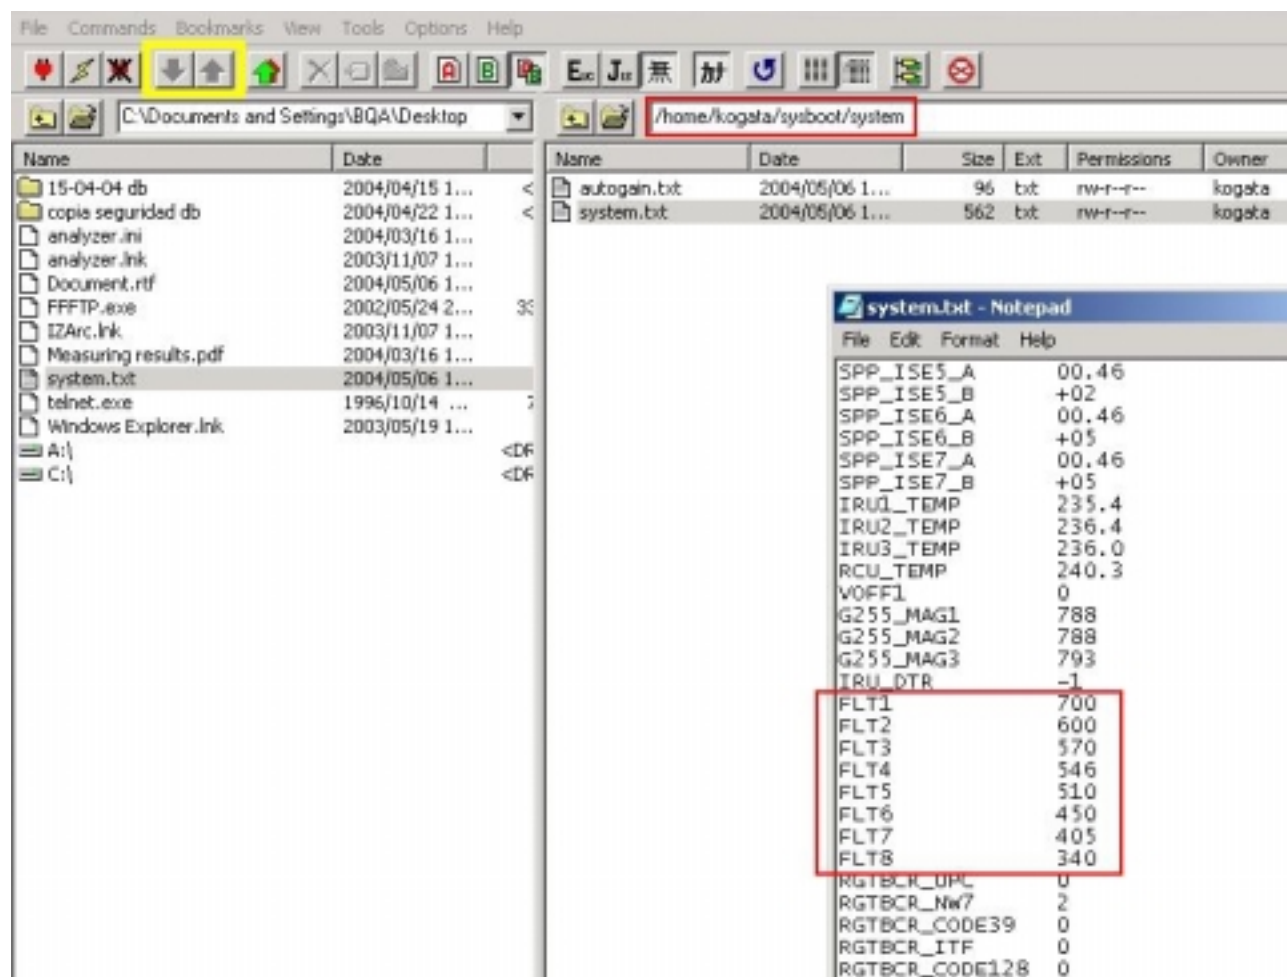 File Commands Bookmarks View Tools Options Help
A B E J 無 カナ
C:\Documents and Settings\BQA\Desktop
Name Date
15-04-04 db 2004/04/15 1... <
copia seguridad db 2004/04/22 1... <
analyzer.ini 2004/03/16 1...
analyzer.lnk 2003/11/07 1...
Document.rtf 2004/05/06 1...
FFFTP.exe 2002/05/24 2... 33
IZArc.lnk 2003/11/07 1...
Measuring results.pdf 2004/03/16 1...
system.txt 2004/05/06 1...
telnet.exe 1996/10/14 ... 7
Windows Explorer.lnk 2003/05/19 1...
A:\ <DR
C:\ <DR
/home/kogata/sysboot/system
Name Date Size Ext Permissions Owner
autogain.txt 2004/05/06 1... 96 txt rw-r--r-- kogata
system.txt 2004/05/06 1... 562 txt rw-r--r-- kogata
system.txt - Notepad
File Edit Format Help
SPP_ISE5_A 00.46
SPP_ISE5_B +02
SPP_ISE6_A 00.46
SPP_ISE6_B +05
SPP_ISE7_A 00.46
SPP_ISE7_B +05
IRU1_TEMP 235.4
IRU2_TEMP 236.4
IRU3_TEMP 236.0
RCU_TEMP 240.3
VOFF1 0
G255_MAG1 788
G255_MAG2 788
G255_MAG3 793
IRU_DTR -1
FLT1 700
FLT2 600
FLT3 570
FLT4 546
FLT5 510
FLT6 450
FLT7 405
FLT8 340
RGTBCR_UPC 0
RGTBCR_NW7 2
RGTBCR_CODE39 0
RGTBCR_ITF 0
RGTBCR_CODE128 0